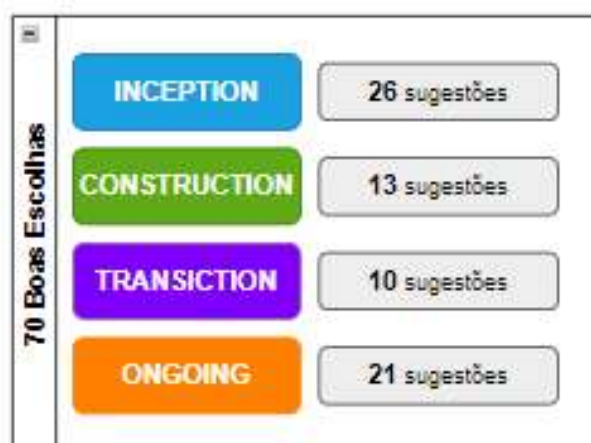 70 Boas Escolhas
INCEPTION
26 sugestões
CONSTRUCTION
13 sugestões
TRANSICTION
10 sugestões
ONGOING
21 sugestões